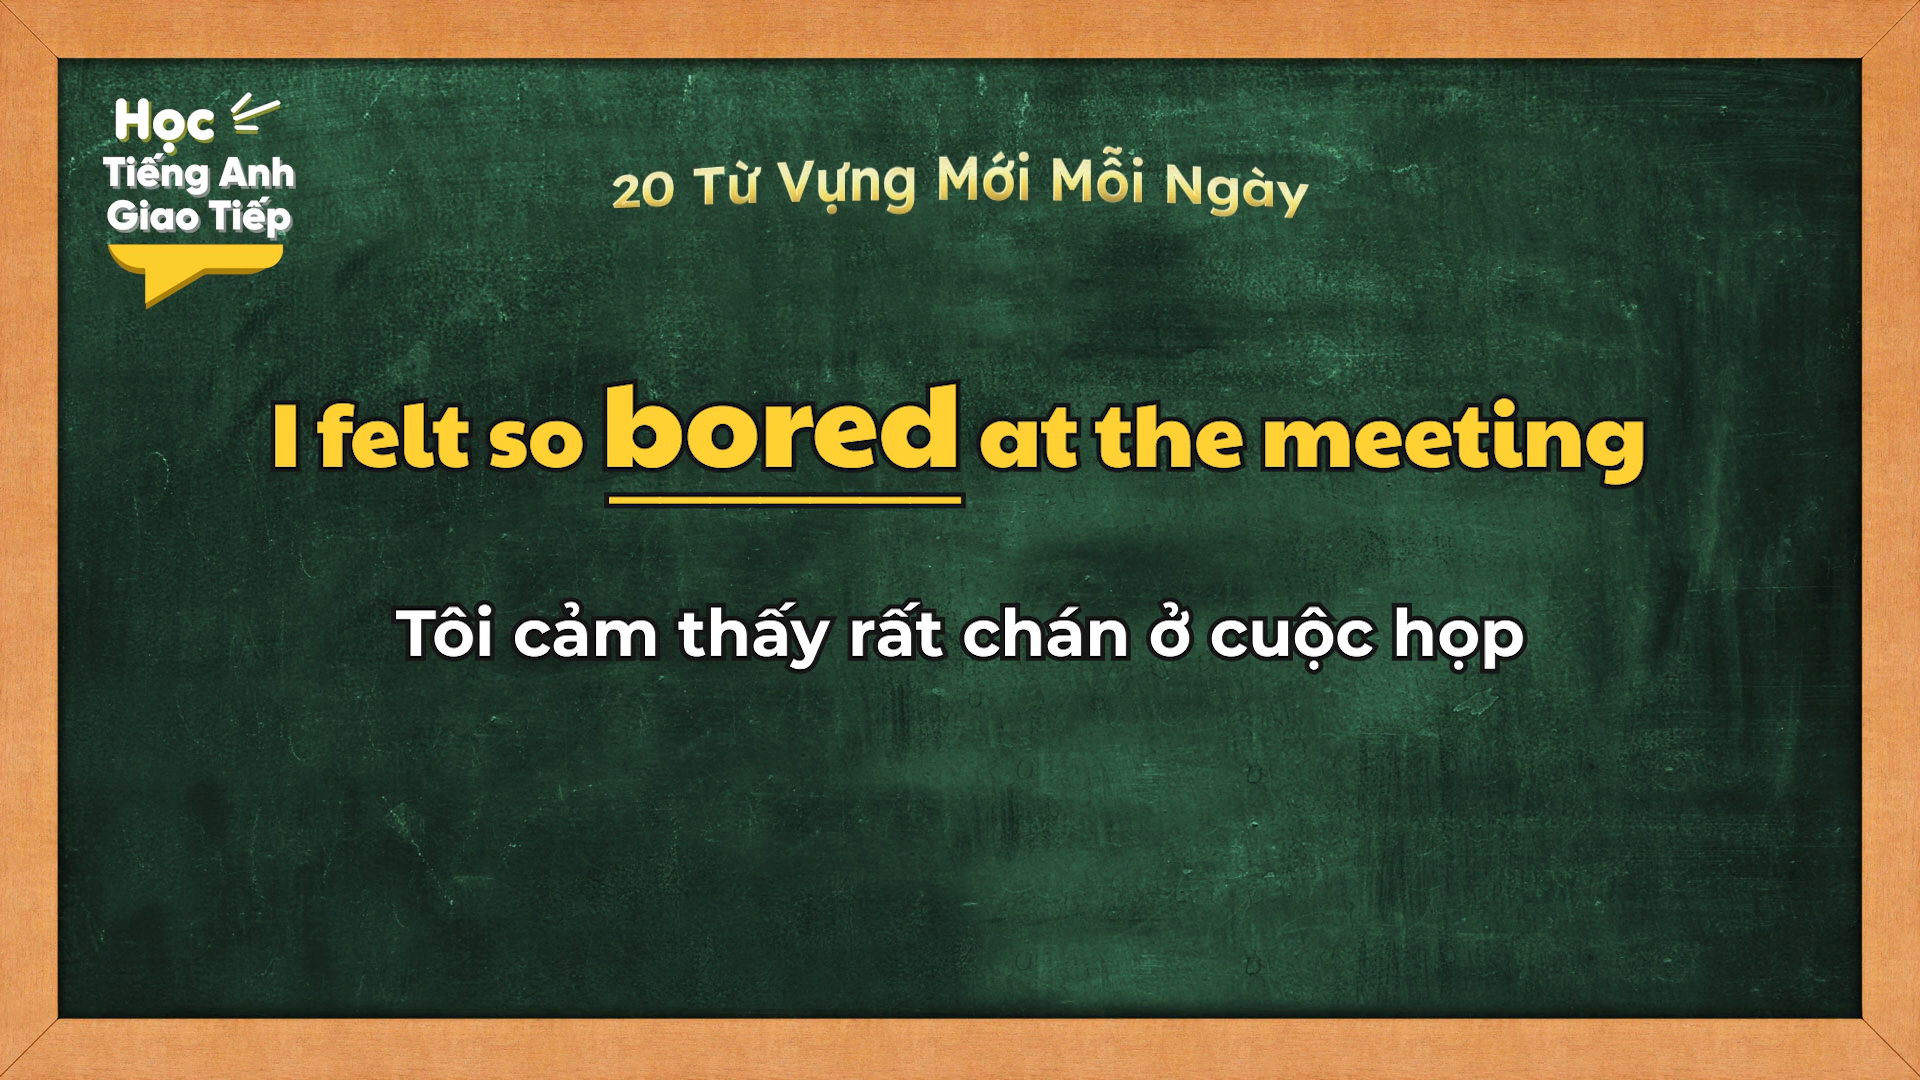 Học
Tiếng Anh
Giao Tiếp
20 Từ Vựng Mới Mỗi Ngày
I felt so bored at the meeting
Tôi cảm thấy rất chán ở cuộc họp